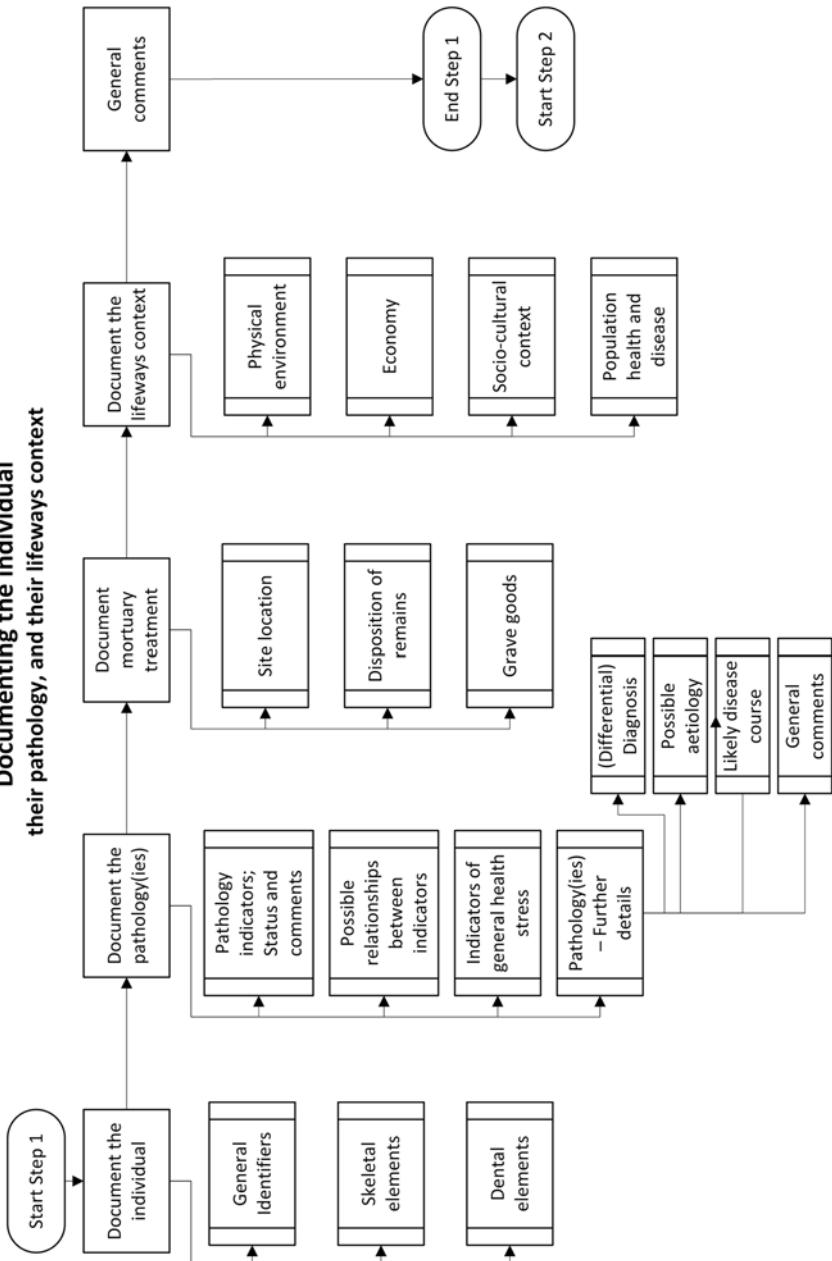 Documenting the individual
their pathology, and their lifeways context
Start Step 1
Document the
individual
General
Identifiers
Skeletal
elements
Dental
elements
Document the
pathology(ies)
Pathology
indicators;
Status and
comments
Possible
relationships
between
indicators
Indicators of
general health
stress
Pathology(ies)
– Further
details
(Differential)
Diagnosis
Possible
aetiology
Likely disease
course
General
comments
Document
mortuary
treatment
Site location
Disposition of
remains
Grave goods
Document the
lifeways context
Physical
environment
Economy
Socio-cultural
context
Population
health and
disease
General
comments
End Step 1
Start Step 2